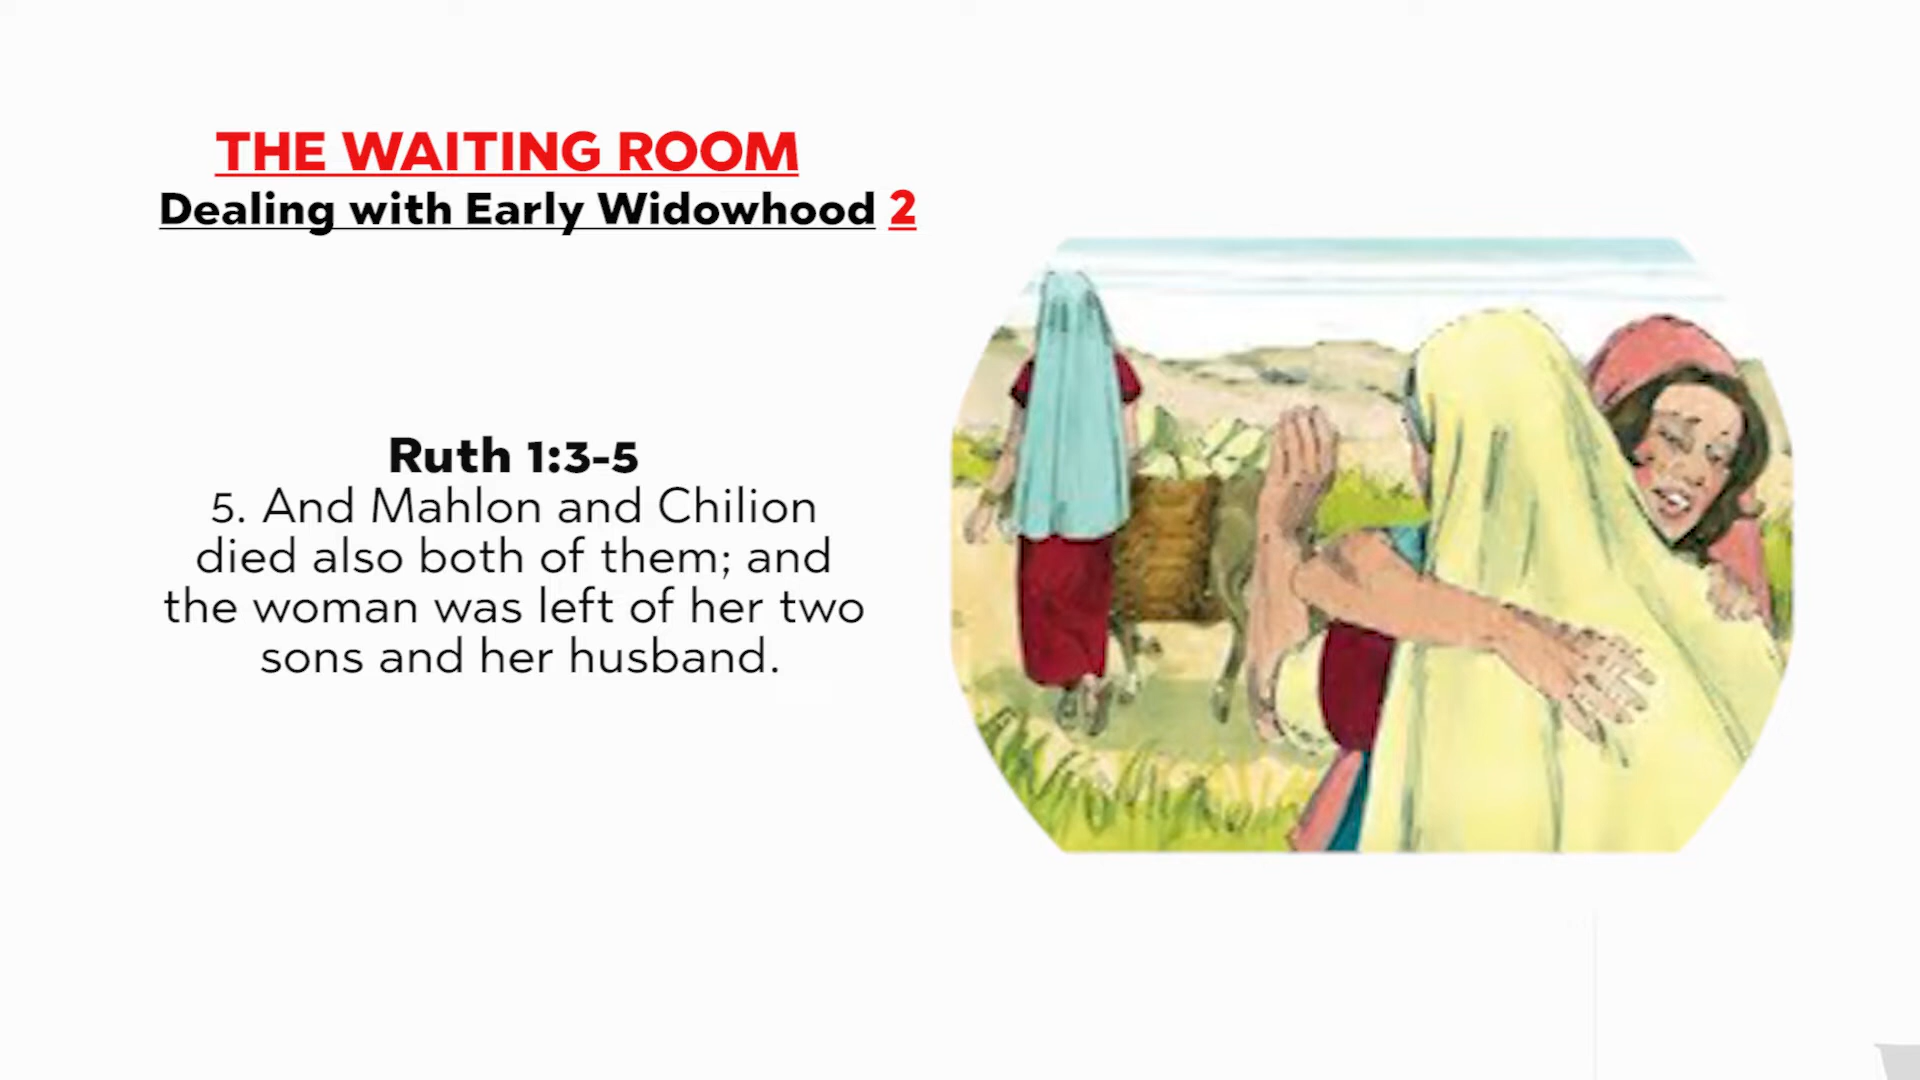 THE WAITING ROOM
Dealing with Early Widowhood 2
Ruth 1:3-5
5. And Mahlon and Chilion
died also both of them; and
the woman was left of her two
sons and her husband.